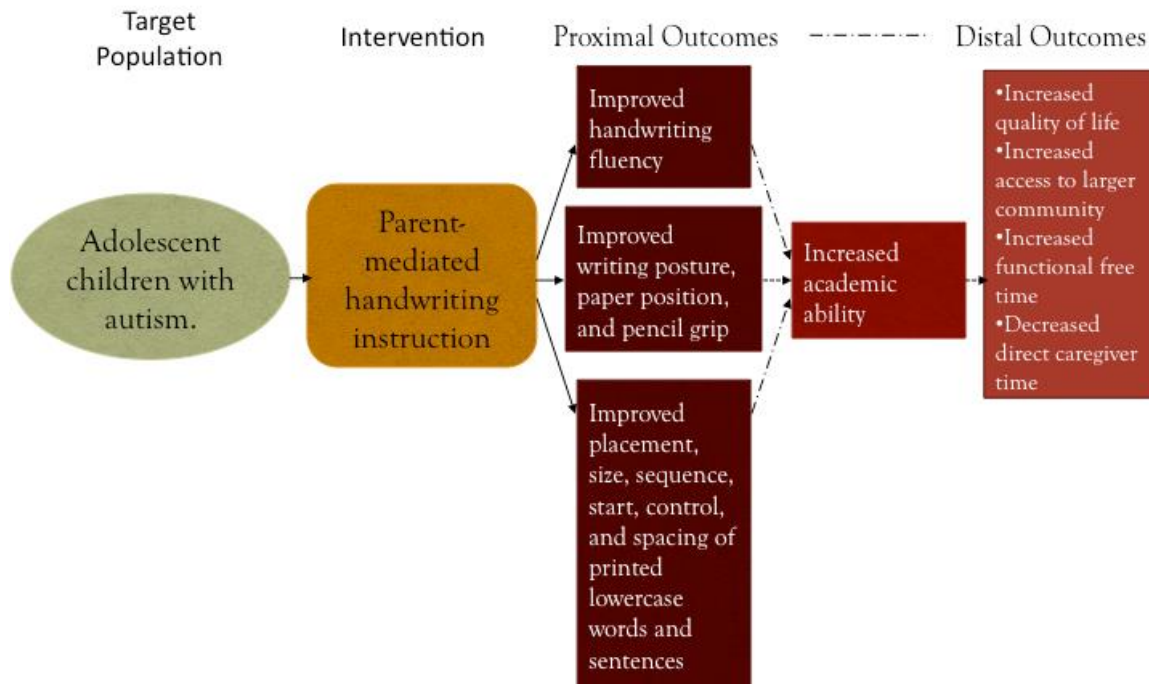 Target
Population
Intervention
Proximal Outcomes
Distal Outcomes
Adolescent
children with
autism.
Parent-
mediated
handwriting
instruction
Improved
handwriting
fluency
Improved
writing posture,
paper position,
and pencil grip
Improved
placement,
size, sequence,
start, control,
and spacing of
printed
lowercase
words and
sentences
Increased
academic
ability
•Increased
quality of life
•Increased
access to larger
community
•Increased
functional free
time
•Decreased
direct caregiver
time